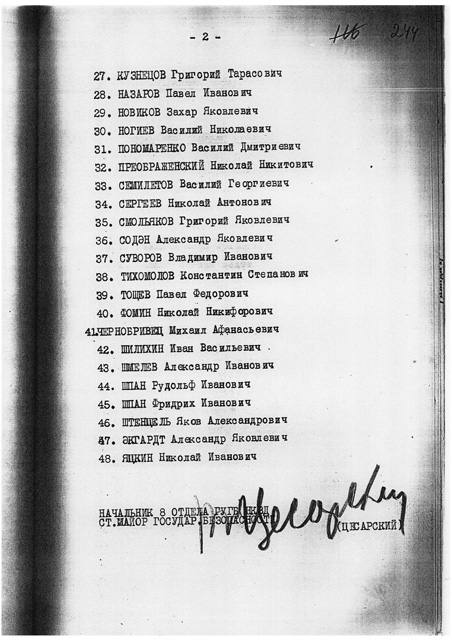 - 2 -
244
27. КУЗНЕЦОВ Григорий Тарасович
28. НАЗАРОВ Павел Иванович
29. НОВИКОВ Захар Яковлевич
30. НОГИЕВ Василий Николаевич
31. ПОНОМАРЕНКО Василий Дмитриевич
32. ПРЕОБРАЖЕНСКИЙ Николай Никитович
33. СЕМИЛЕТОВ Василий Георгиевич
34. СЕРГЕЕВ Николай Антонович
35. СМОЛЬЯКОВ Григорий Яковлевич
36. СОДЭН Александр Яковлевич
37. СУВОРОВ Владимир Иванович
38. ТИХОМОЛОВ Константин Степанович
39. ТОЩЕВ Павел Федорович
40. ФОМИН Николай Никифорович
41.ЧЕРНОБРИВЕЦ Михаил Афанасьевич
42. ШИЛИХИН Иван Васильевич
43. ШМЕЛЕВ Александр Иванович
44. ШПАН Рудольф Иванович
45. ШПАН Фридрих Иванович
46. ШТЕНЦЕЛЬ Яков Александрович
47. ЭКГАРДТ Александр Яковлевич
48. ЯЦКИН Николай Иванович
НАЧАЛЬНИК 8 ОТДЕЛА ГУГБ НКВД
СТ.МАЙОР ГОСУДАР.БЕЗОПАСНОСТИ
(ЦЕСАРСКИЙ)